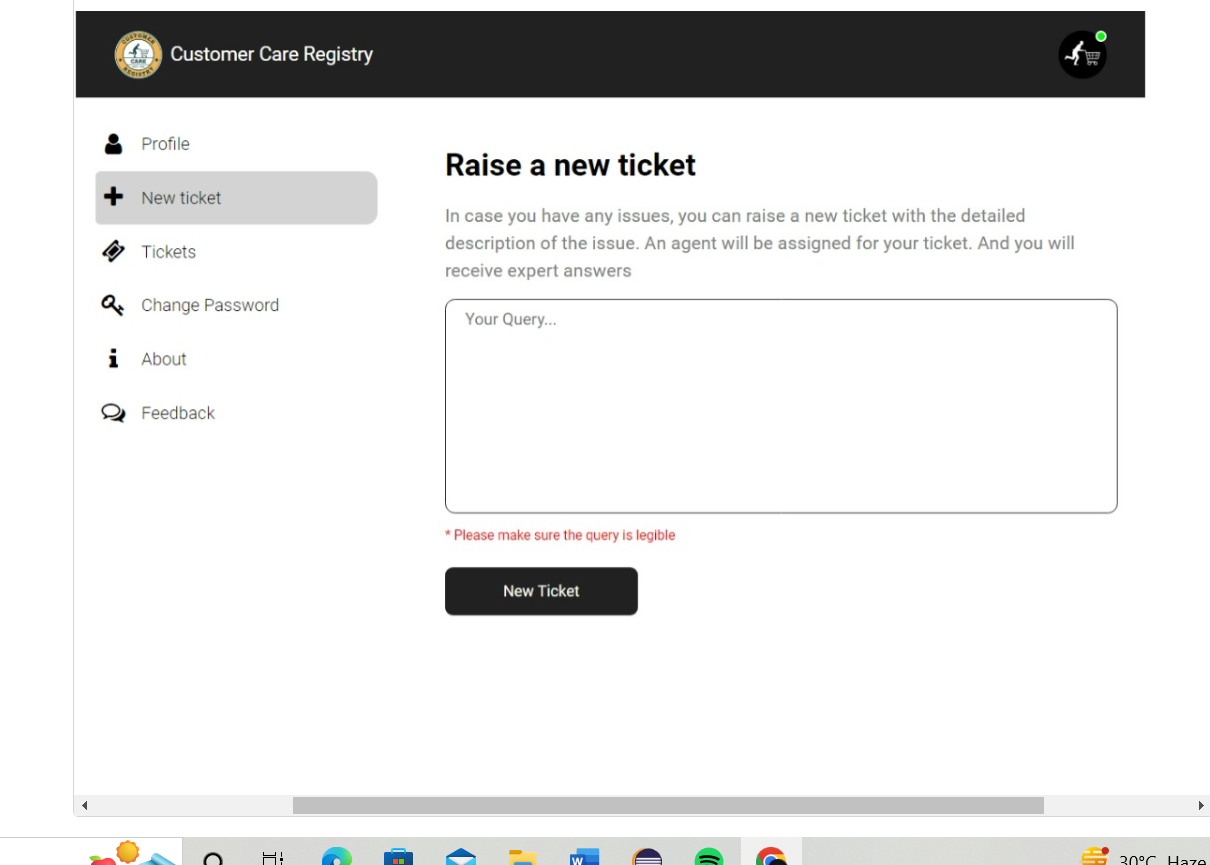 CUSTOMER
CARE
REGISTRY
Customer Care Registry
Profile
New ticket
Tickets
Change Password
About
Feedback
Raise a new ticket
In case you have any issues, you can raise a new ticket with the detailed
description of the issue. An agent will be assigned for your ticket. And you will
receive expert answers
Your Query...
* Please make sure the query is legible
New Ticket
W
30°C Haze